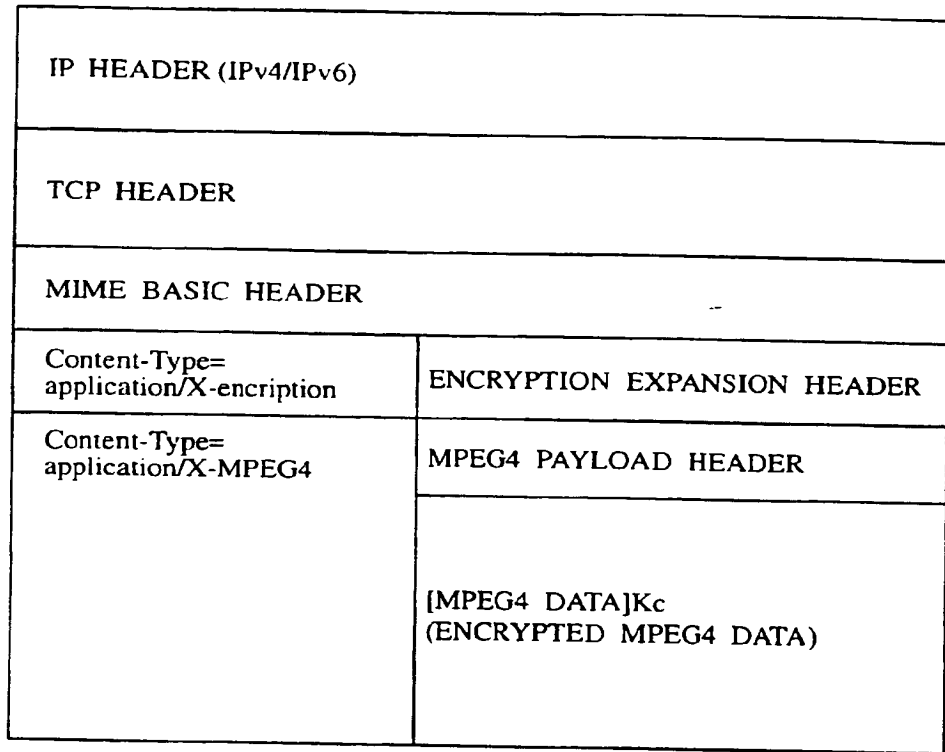 IP HEADER (IPv4/IPv6)
TCP HEADER
MIME BASIC HEADER
Content-Type=
application/X-encription
ENCRYPTION EXPANSION HEADER
Content-Type=
application/X-MPEG4
MPEG4 PAYLOAD HEADER
[MPEG4 DATA]Kc
(ENCRYPTED MPEG4 DATA)